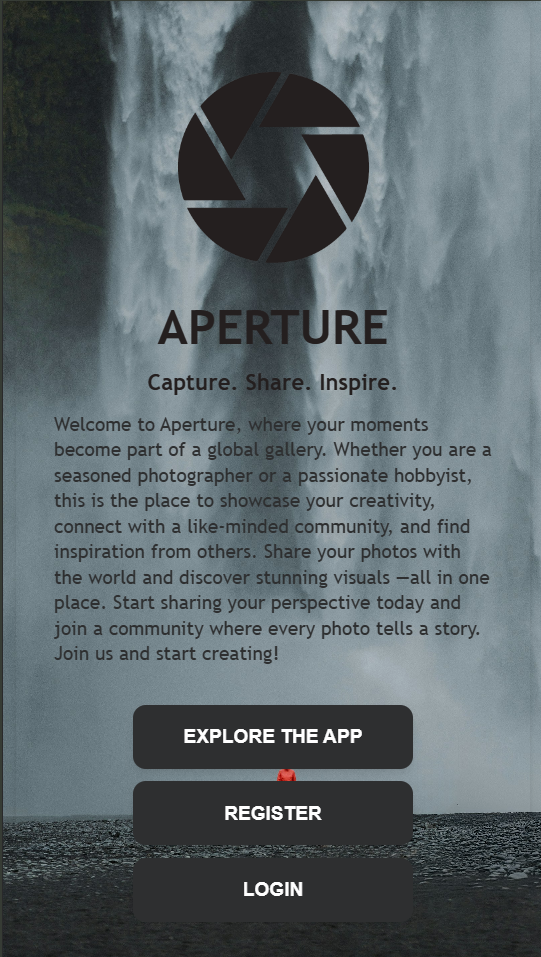 APERTURE
Capture. Share. Inspire.
Welcome to Aperture, where your moments
become part of a global gallery. Whether you are a
seasoned photographer or a passionate hobbyist,
this is the place to showcase your creativity,
connect with a like-minded community, and find
inspiration from others. Share your photos with
the world and discover stunning visuals —all in one
place. Start sharing your perspective today and
join a community where every photo tells a story.
Join us and start creating!
EXPLORE THE APP
REGISTER
LOGIN